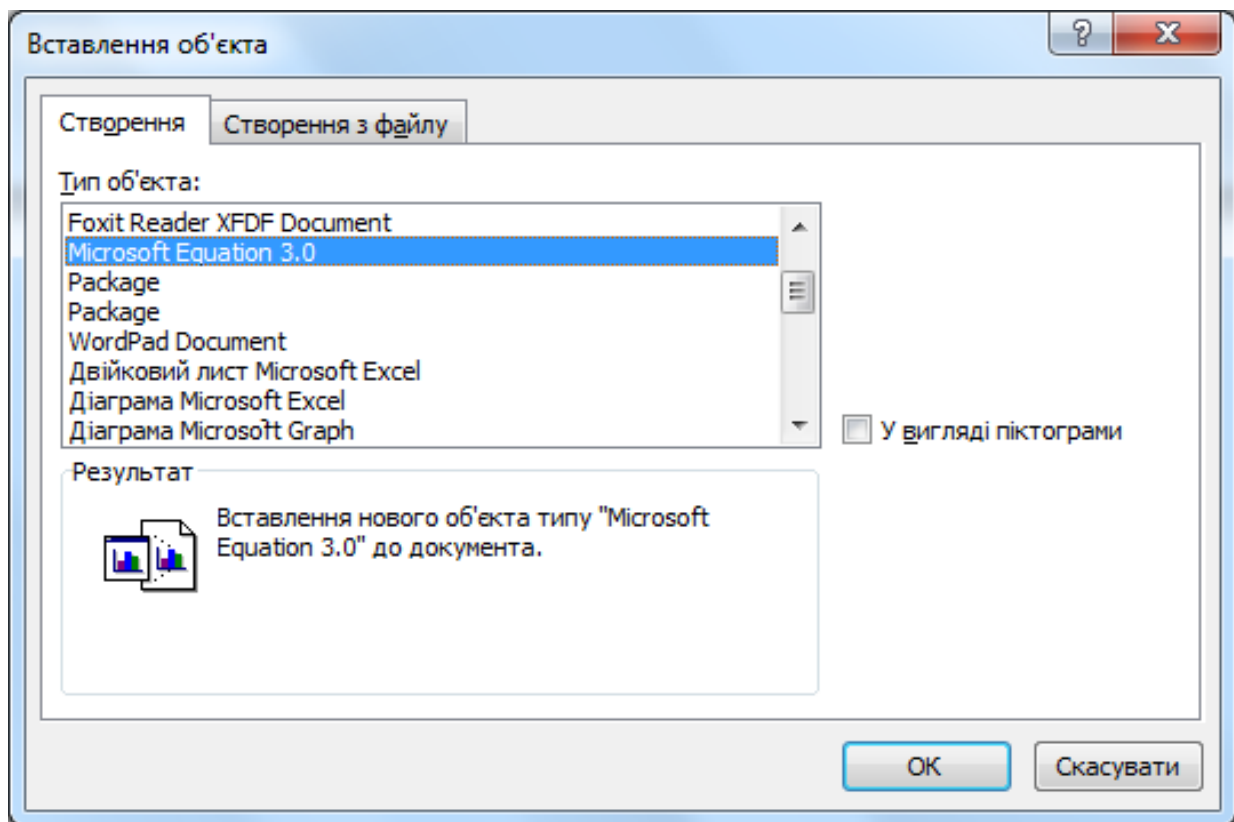 Вставлення об'єкта
Створення
Створення з файлу
Тип об'єкта:
Foxit Reader XFDF Document
Microsoft Equation 3.0
Package
Package
WordPad Document
Двійковий лист Microsoft Excel
Діаграма Microsoft Excel
Діаграма Microsoft Graph
У вигляді піктограми
Результат
Вставлення нового об'єкта типу "Microsoft
Equation 3.0" до документа.
ОК
Скасувати